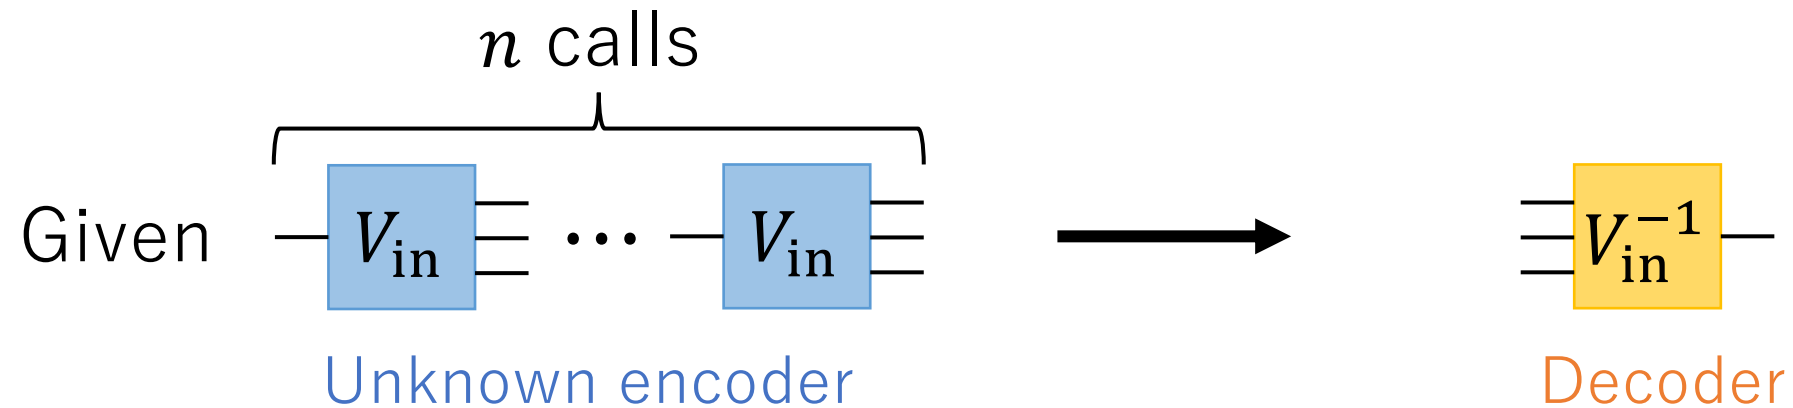 n calls
Given V_in ••• V_in V_in^{-1}
Unknown encoder Decoder